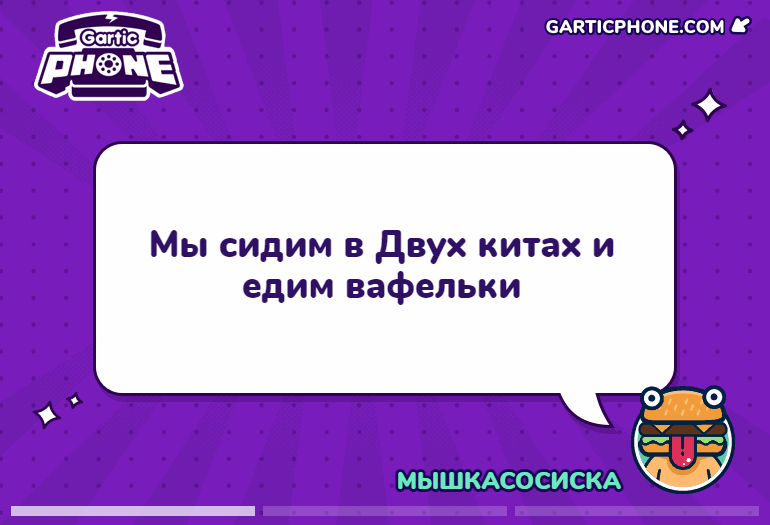 Gartic
PHONE
GARTICPHONE.COM
Мы сидим в Двух китах и
едим вафельки
МЫШКАСОСИСКА